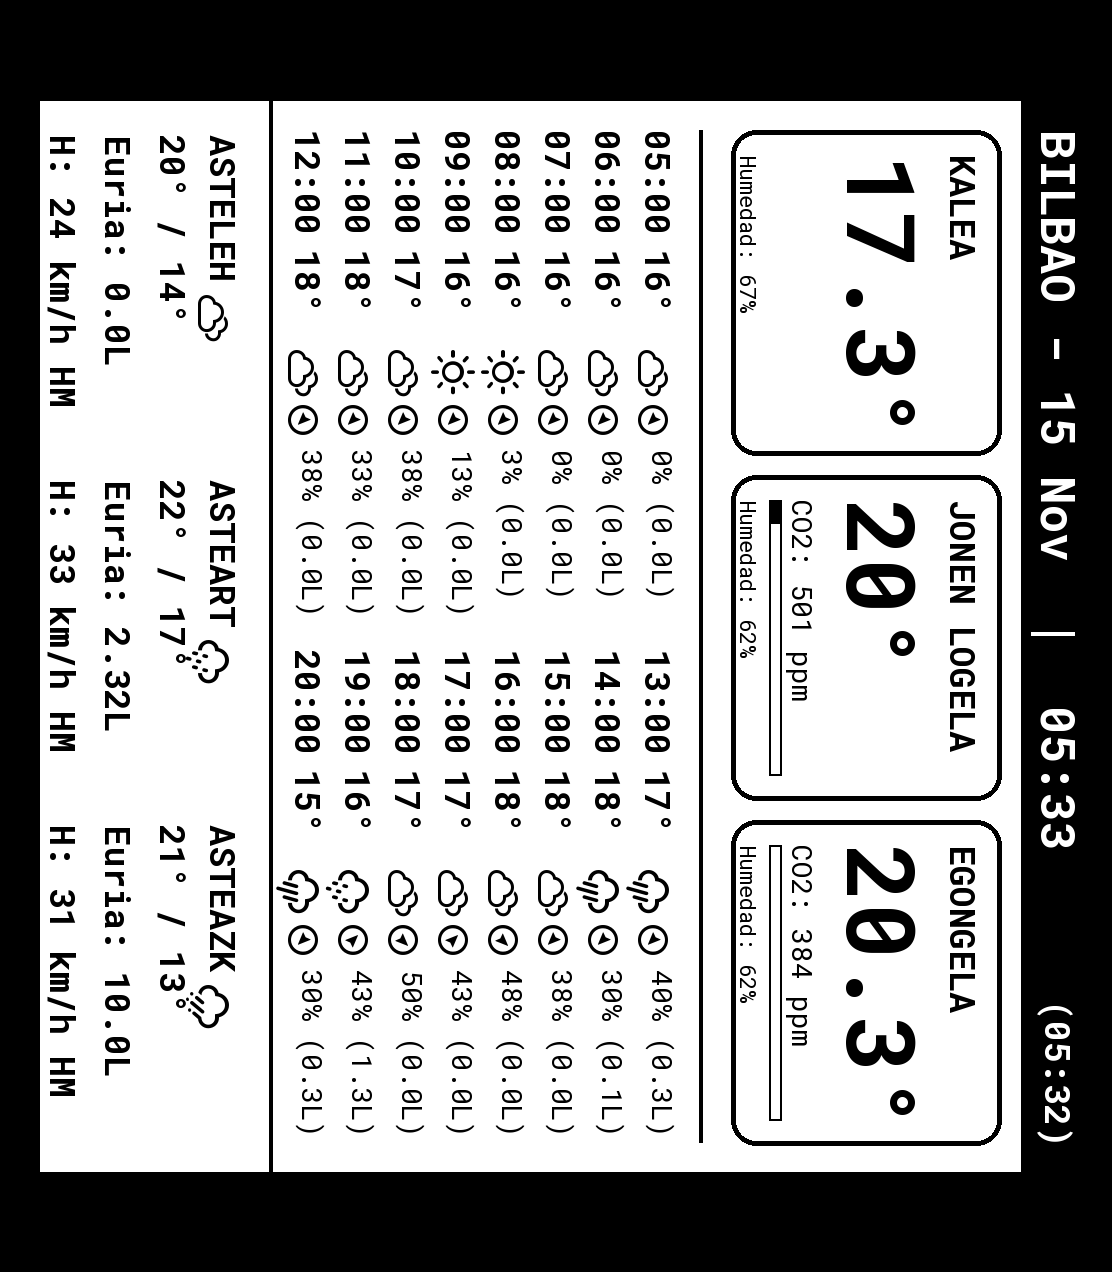 BILBAO - 15 Nov | 05:33 (05:32)
KALEA
17.3°
Humedad: 67%
JONEN LOGELA
20°
CO2: 501 ppm
Humedad: 62%
EGONGELA
20.3°
CO2: 384 ppm
Humedad: 62%
05:00 16° 0% (0.0L)
06:00 16° 0% (0.0L)
07:00 16° 0% (0.0L)
08:00 16° 3% (0.0L)
09:00 16° 13% (0.0L)
10:00 17° 38% (0.0L)
11:00 18° 33% (0.0L)
12:00 18° 38% (0.0L)
13:00 17° 40% (0.3L)
14:00 18° 30% (0.1L)
15:00 18° 38% (0.0L)
16:00 18° 48% (0.0L)
17:00 17° 43% (0.0L)
18:00 17° 50% (0.0L)
19:00 16° 43% (1.3L)
20:00 15° 30% (0.3L)
ASTELEH
20° / 14°
Euria: 0.0L
H: 24 km/h HM
ASTEART
22° / 17°
Euria: 2.32L
H: 33 km/h HM
ASTEAZK
21° / 13°
Euria: 10.0L
H: 31 km/h HM